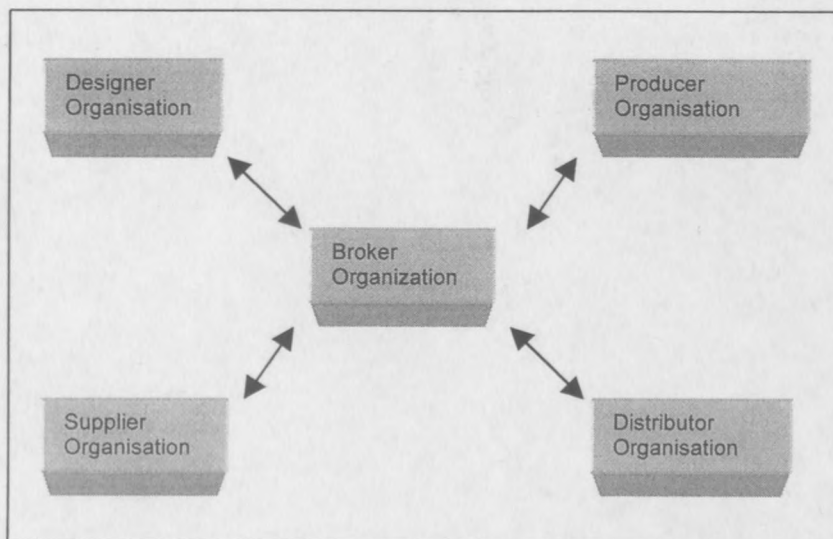 Designer
Organisation
Producer
Organisation
Broker
Organization
Supplier
Organisation
Distributor
Organisation